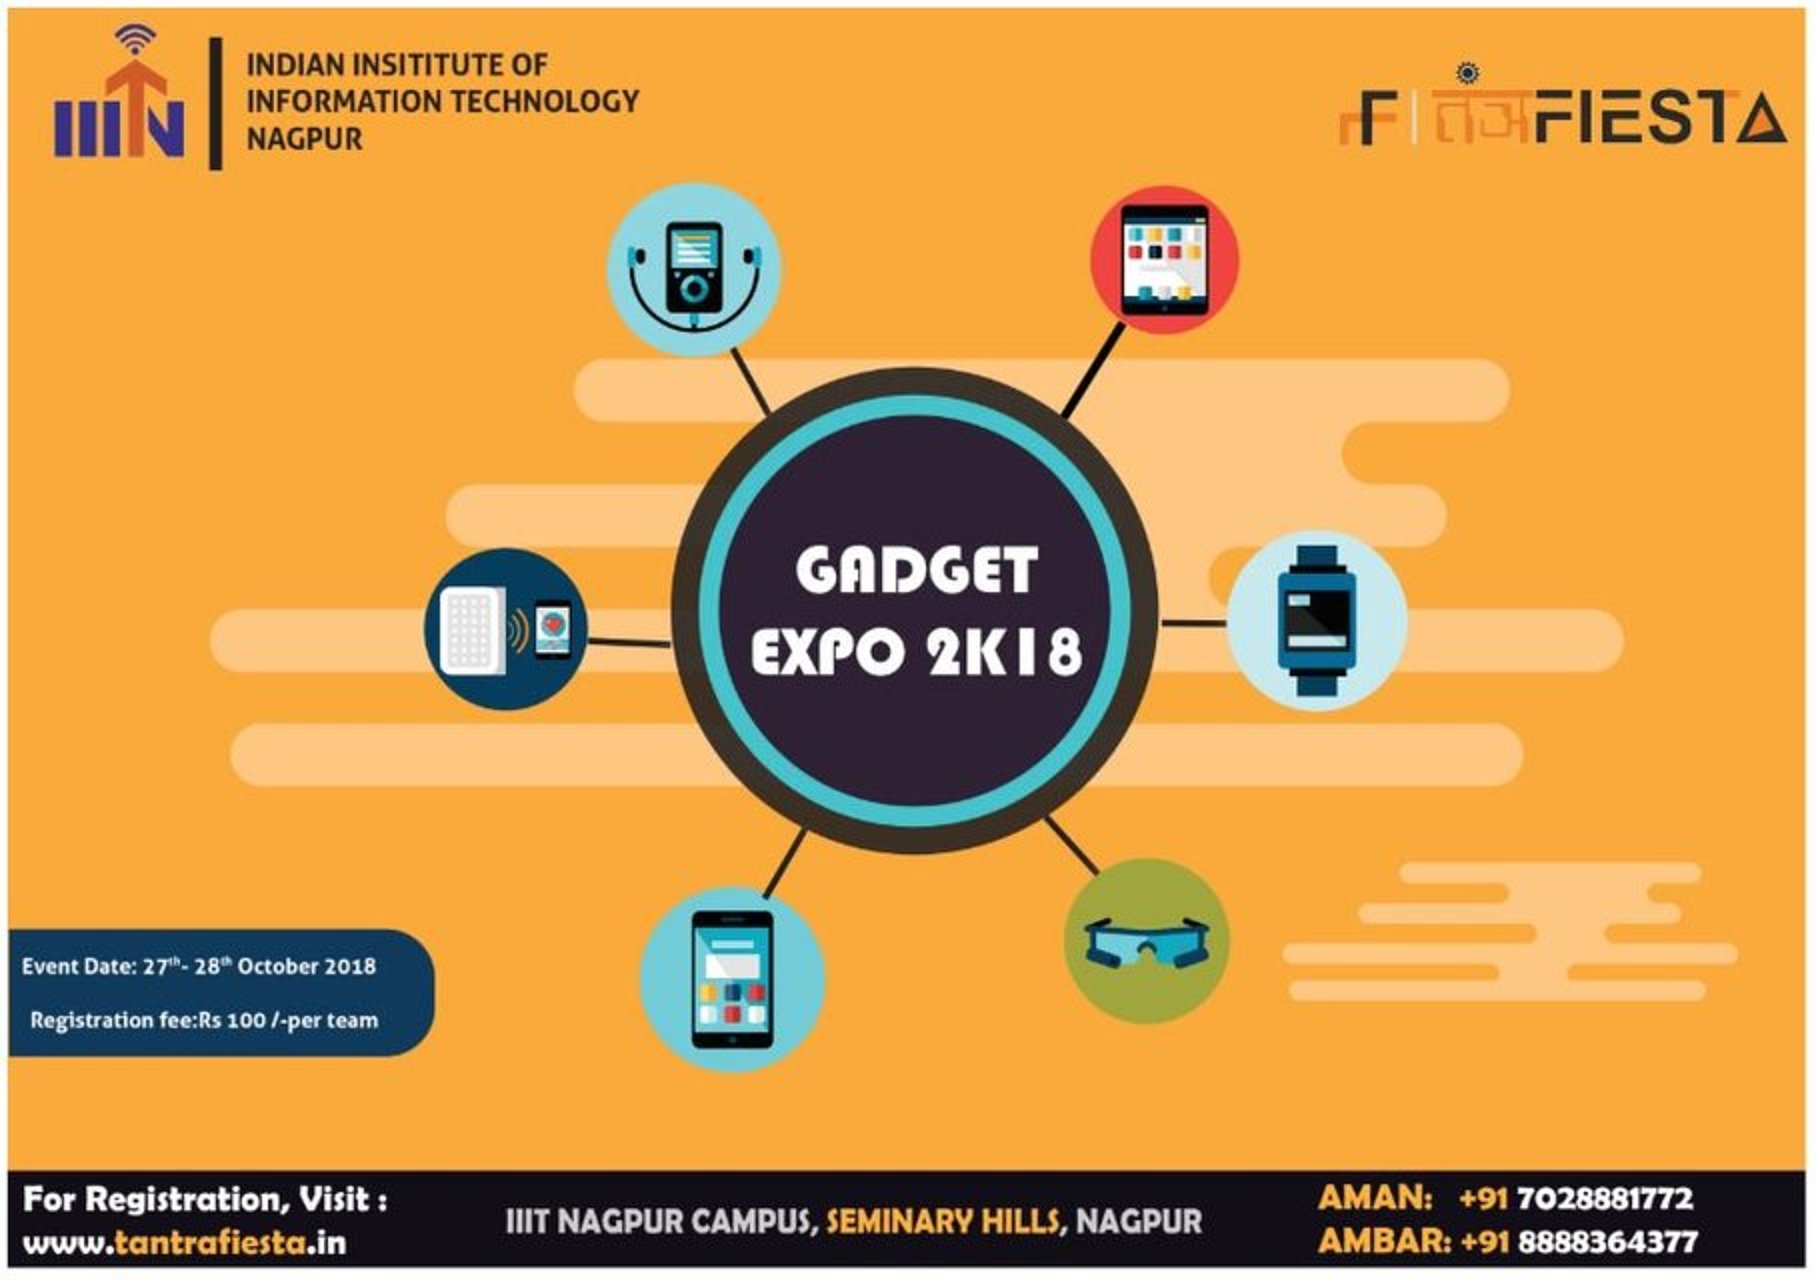 IIITN
INDIAN INSITITUTE OF
INFORMATION TECHNOLOGY
NAGPUR
तंत्रFIESTA
GADGET
EXPO 2K18
Event Date: 27th- 28th October 2018
Registration fee:Rs 100 /-per team
For Registration, Visit :
www.tantrafiesta.in
IIIT NAGPUR CAMPUS, SEMINARY HILLS, NAGPUR
AMAN: +91 7028881772
AMBAR: +91 8888364377